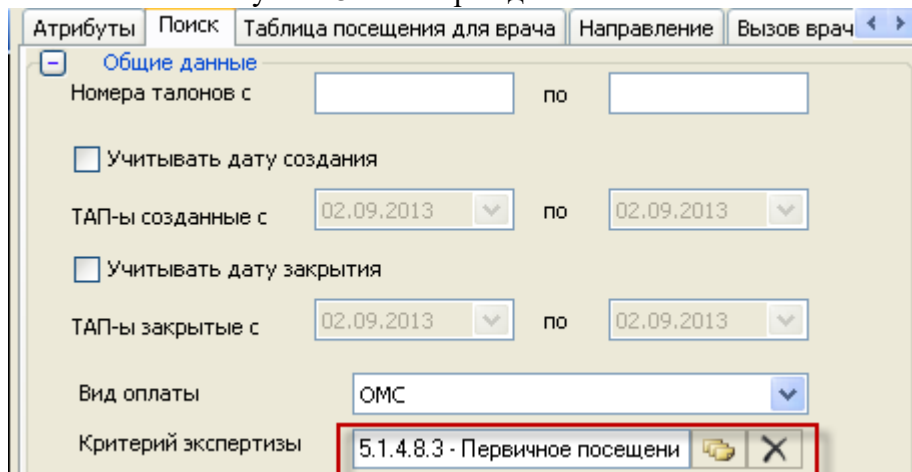 Атрибуты Поиск Таблица посещения для врача Направление Вызов врач
Общие данные
Номера талонов с по
Учитывать дату создания
ТАП-ы созданные с 02.09.2013 по 02.09.2013
Учитывать дату закрытия
ТАП-ы закрытые с 02.09.2013 по 02.09.2013
Вид оплаты ОМС
Критерий экспертизы 5.1.4.8.3 - Первичное посещени